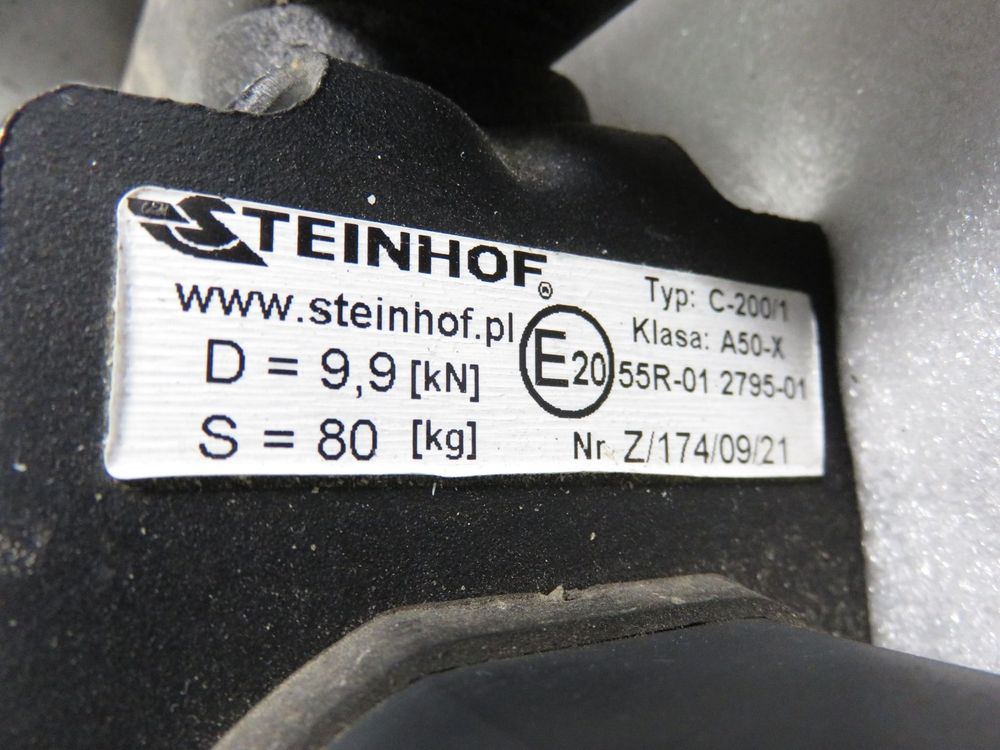 STEINHOF®
www.steinhof.pl
D = 9,9 [kN]
S = 80 [kg]
E20
Typ: C-200/1
Klasa: A50-X
55R-01 2795-01
Nr Z/174/09/21